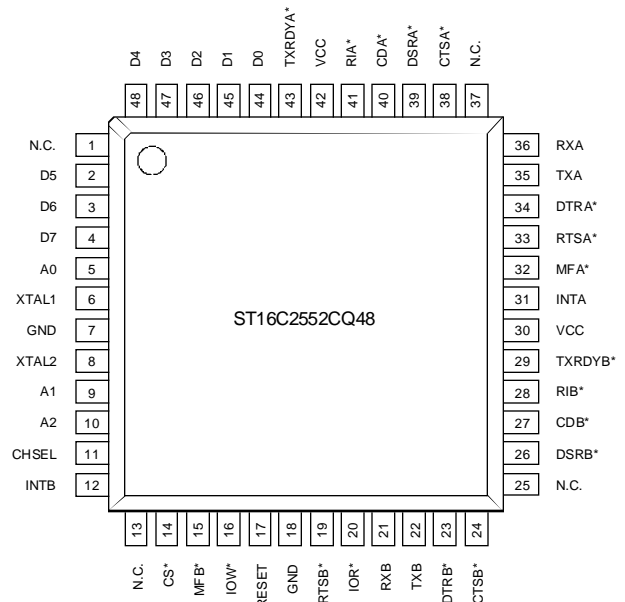 D4 D3 D2 D1 D0 TXRDYA* VCC RIA* CDA* DSRA* CTSA* N.C.
48 47 46 45 44 43 42 41 40 39 38 37
N.C. 1 36 RXA
D5 2 35 TXA
D6 3 34 DTRA*
D7 4 33 RTSA*
A0 5 32 MFA*
XTAL1 6 31 INTA
ST16C2552CQ48
GND 7 30 VCC
XTAL2 8 29 TXRDYB*
A1 9 28 RIB*
A2 10 27 CDB*
CHSEL 11 26 DSRB*
INTB 12 25 N.C.
13 14 15 16 17 18 19 20 21 22 23 24
N.C. CS* MFB* IOW* RESET GND RTSB* IOR* RXB TXB DTRB* CTSB*